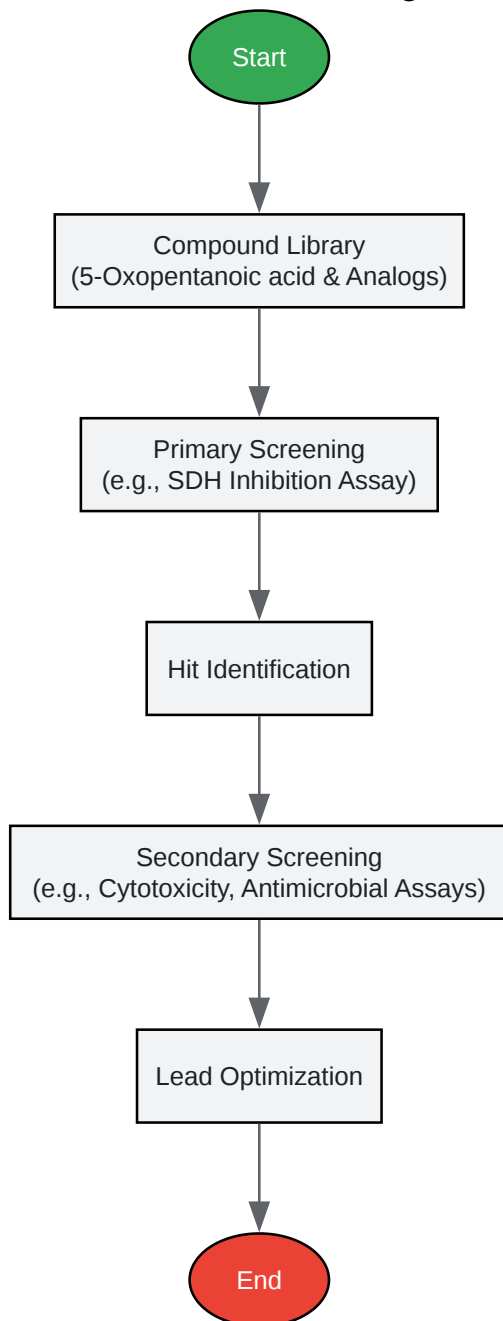 Start
Compound Library
(5-Oxopentanoic acid & Analogs)
Primary Screening
(e.g., SDH Inhibition Assay)
Hit Identification
Secondary Screening
(e.g., Cytotoxicity, Antimicrobial Assays)
Lead Optimization
End